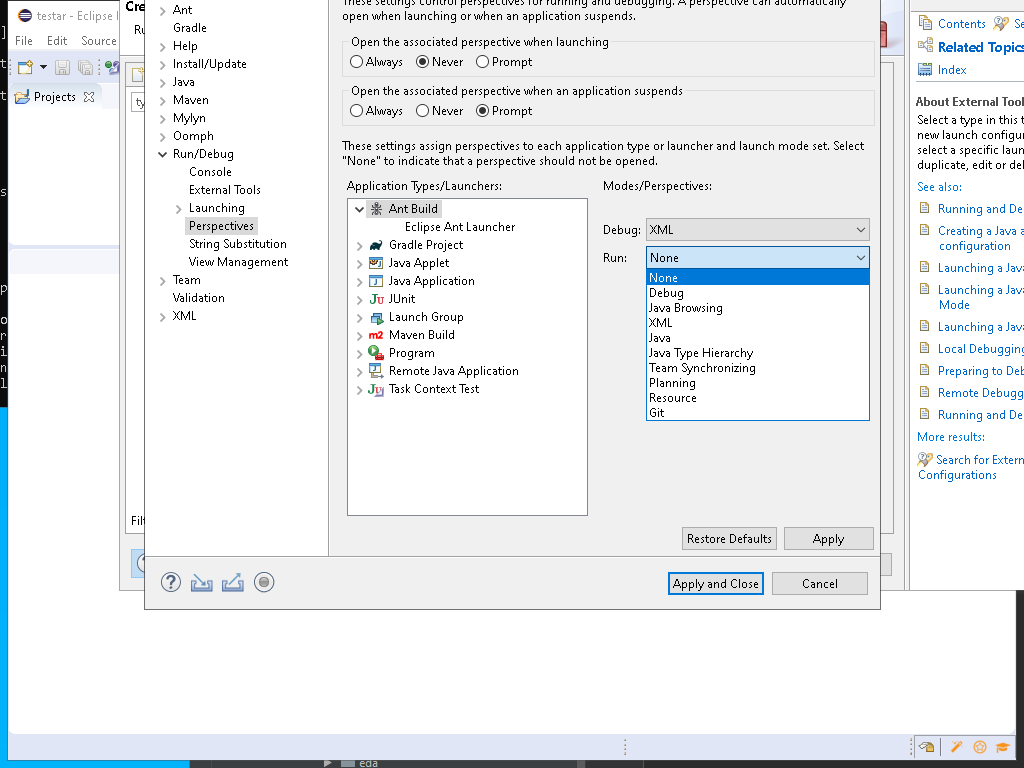 testar - Eclipse I
File Edit Source
Projects
Cre
Ru
ty
Filt
Ant
Gradle
Help
Install/Update
Java
Maven
Mylyn
Oomph
Run/Debug
Console
External Tools
Launching
Perspectives
String Substitution
View Management
Team
Validation
XML
These settings control perspectives for running and debugging. A perspective can automatically
open when launching or when an application suspends.
Open the associated perspective when launching
Always Never Prompt
Open the associated perspective when an application suspends
Always Never Prompt
These settings assign perspectives to each application type or launcher and launch mode set. Select
"None" to indicate that a perspective should not be opened.
Application Types/Launchers:
Ant Build
Eclipse Ant Launcher
Gradle Project
Java Applet
Java Application
JUnit
Launch Group
Maven Build
Program
Remote Java Application
Task Context Test
Modes/Perspectives:
Debug: XML
Run: None
None
Debug
Java Browsing
XML
Java
Java Type Hierarchy
Team Synchronizing
Planning
Resource
Git
Restore Defaults Apply
Apply and Close Cancel
Contents Se
Related Topics
Index
About External Tool
Select a type in this t
new launch configur
select a specific laun
duplicate, edit or del
See also:
Running and De
Creating a Java a
configuration
Launching a Java
Launching a Java
Mode
Launching a Java
Local Debugging
Preparing to Deb
Remote Debugg
Running and De
More results:
Search for Extern
Configurations
eda